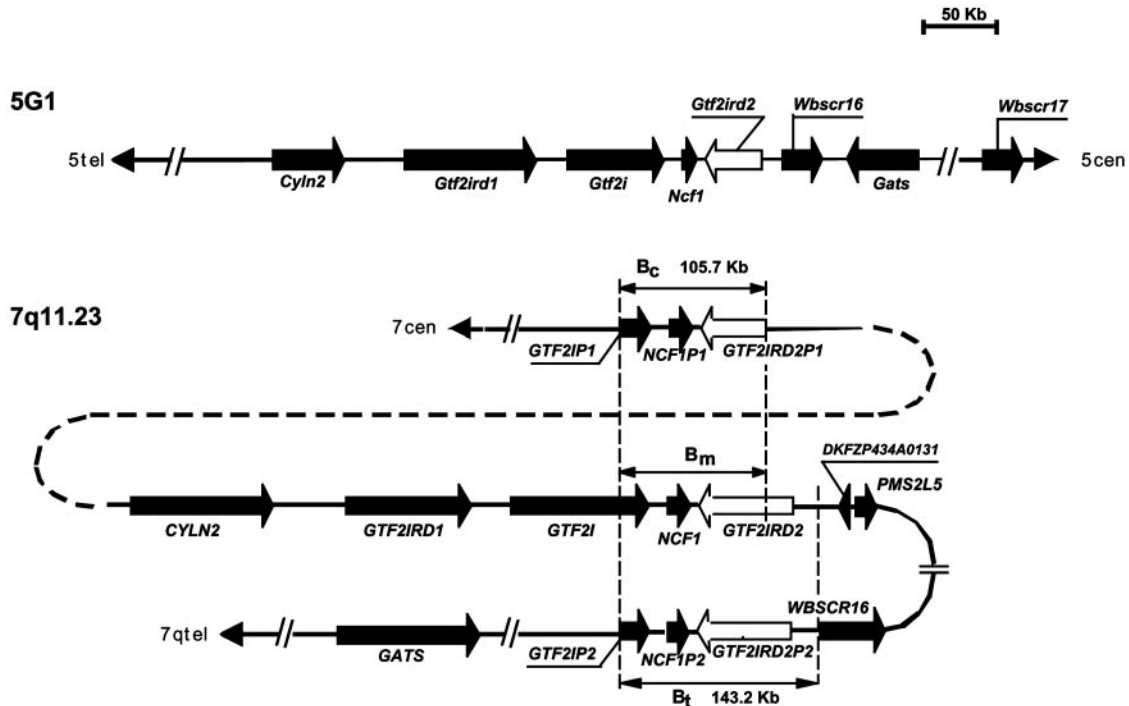 50 Kb
5G1
Gtf2ird2
Wbscr16
Wbscr17
5tel
5cen
Cyln2
Gtf2ird1
Gtf2i
Ncf1
Gats
Bc 105.7 Kb
7q11.23
7cen
GTF2IP1
NCF1P1
GTF2IRD2P1
Bm
DKFZP434A0131
PMS2L5
CYLN2
GTF2IRD1
GTF2I
NCF1
GTF2IRD2
WBSCR16
7qtel
GATS
GTF2IP2
NCF1P2
GTF2IRD2P2
Bt 143.2 Kb